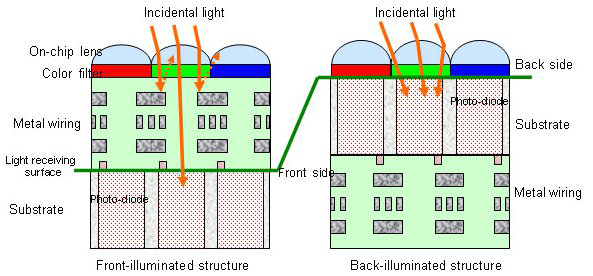 Incidental light
On-chip lens
Color filter
Metal wiring
Light receiving
surface
Substrate
Photo-diode
Front side
Front-illuminated structure
Incidental light
Back side
Photo-diode
Substrate
Metal wiring
Back-illuminated structure